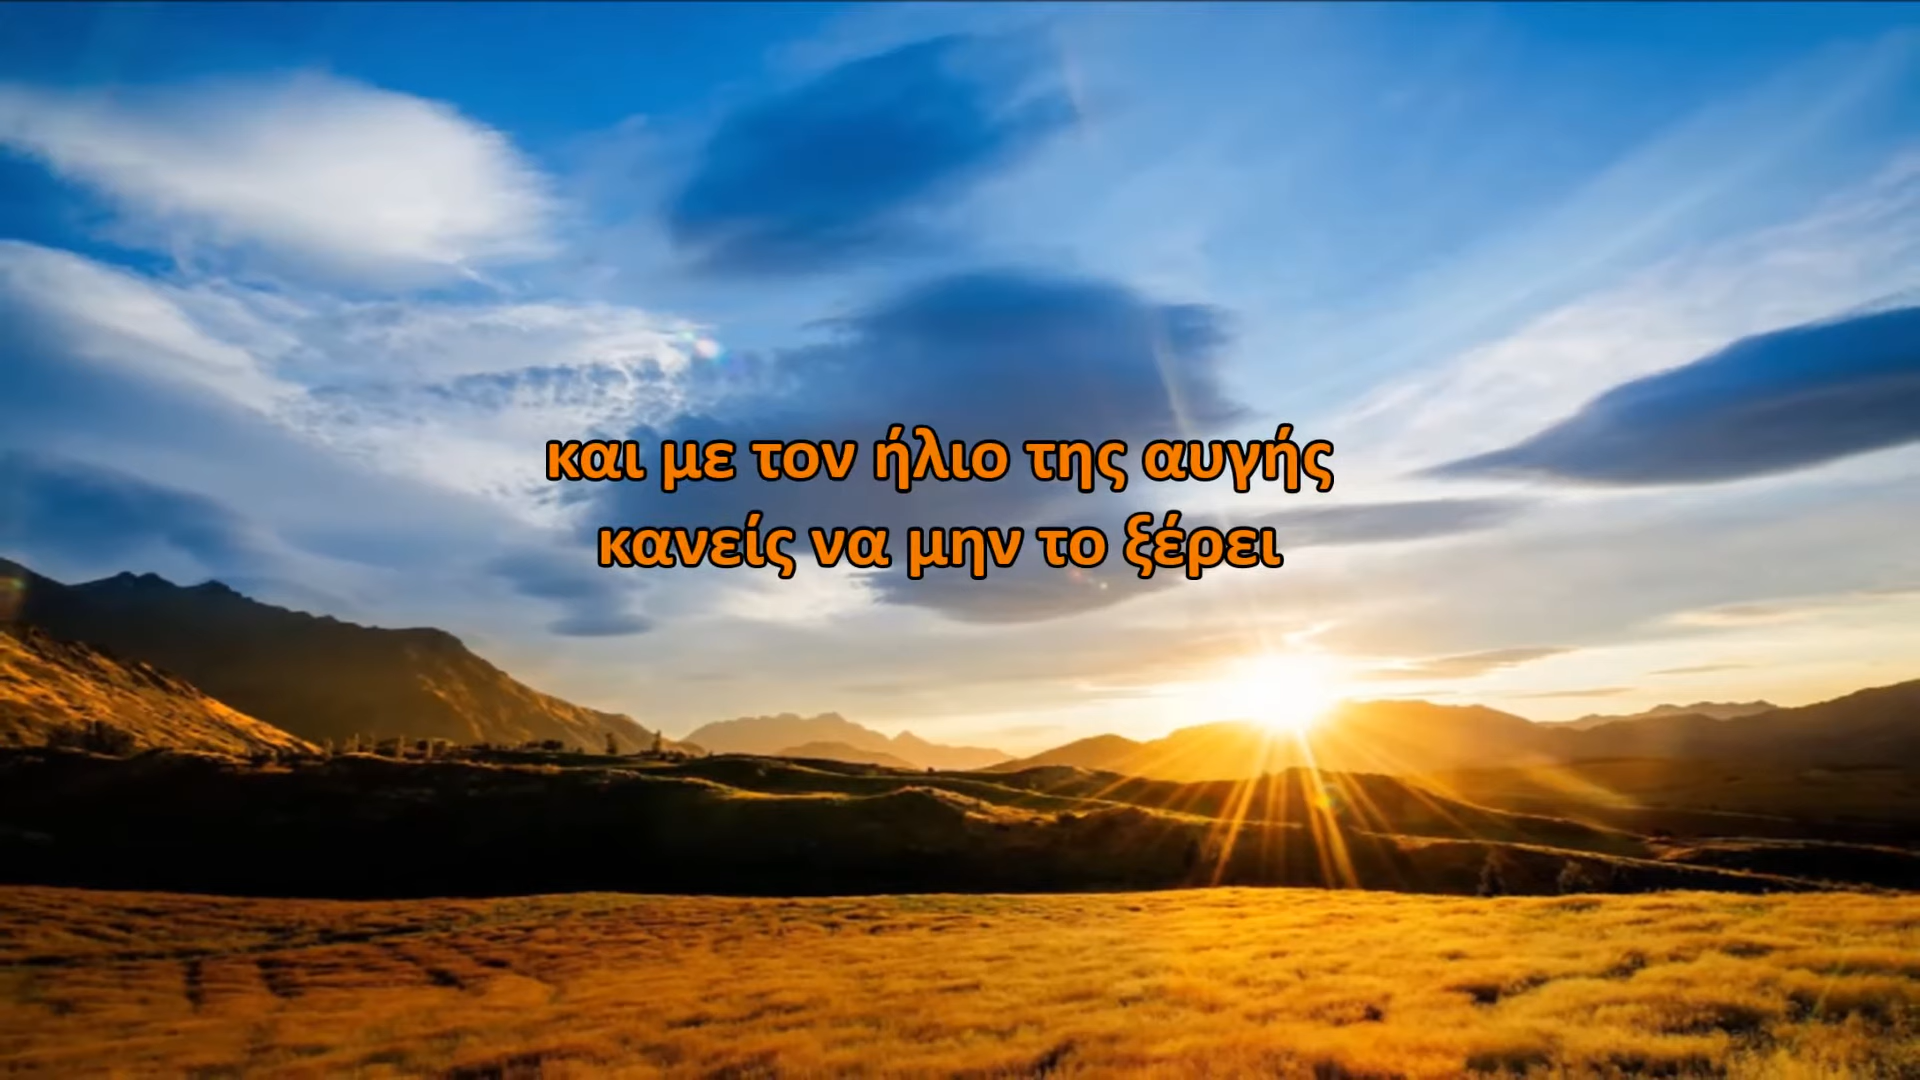 και με τον ήλιο της αυγής
κανείς να μην το ξέρει